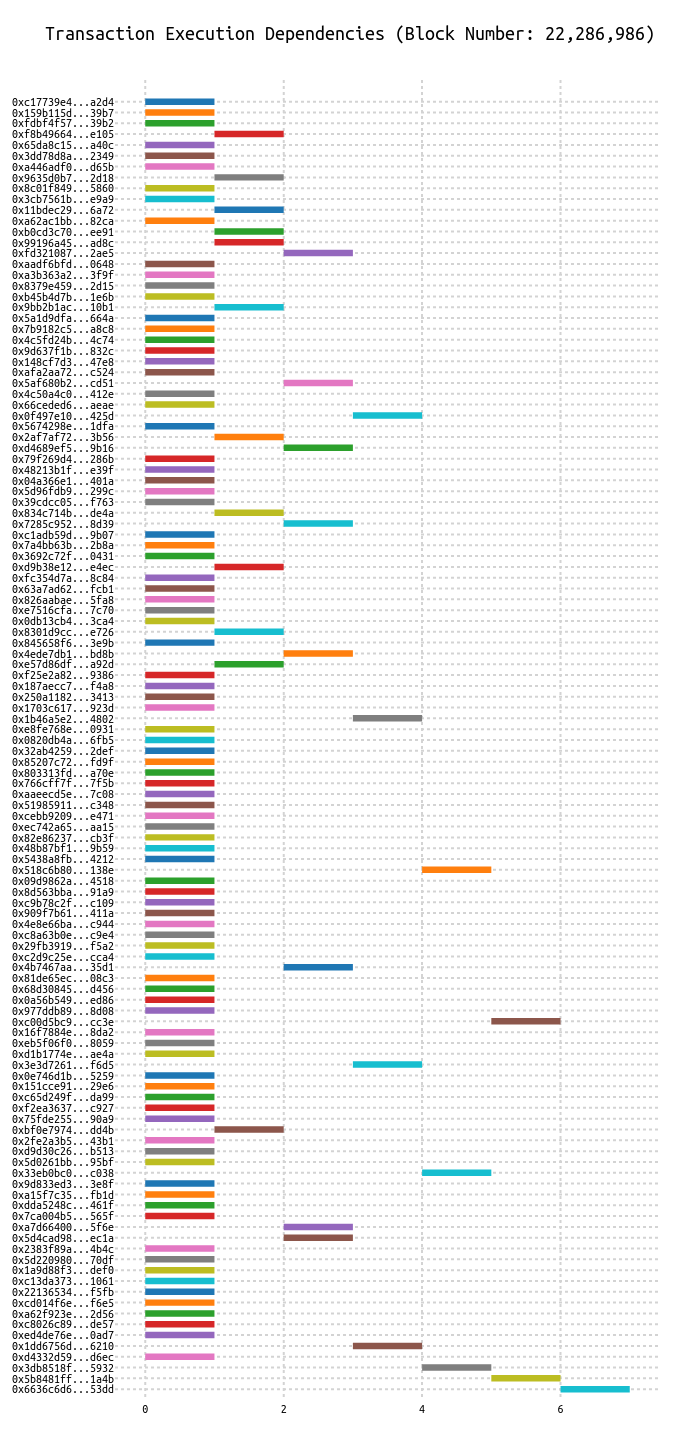 Transaction Execution Dependencies (Block Number: 22,286,986)
0xc17739e4...a2d4
0x159b115d...39b7
0xfdbf4f57...39b2
0xf8b49664...e105
0x65da8c15...a40c
0x3dd78d8a...2349
0xa446adf0...d65b
0x9635d0b7...2d18
0x8c01f849...5860
0x3cb7561b...e9a9
0x11bdec29...6a72
0xa62ac1bb...82ca
0xb0cd3c70...ee91
0x99196a45...ad8c
0xfd321087...2ae5
0xaadf6bfd...0648
0xa3b363a2...3f9f
0x8379e459...2d15
0xb45b4d7b...1e6b
0x9bb2b1ac...10b1
0x5a1d9dfa...664a
0x7b9182c5...a8c8
0x4c5fd24b...4c74
0x9d637f1b...832c
0x148cf7d3...47e8
0xafa2aa72...c524
0x5af680b2...cd51
0x4c50a4c0...412e
0x66ceded6...aeae
0x0f497e10...425d
0x5674298e...1dfa
0x2af7af72...3b56
0xd4689ef5...9b16
0x79f269d4...286b
0x48213b1f...e39f
0x04a366e1...401a
0x5d96fdb9...299c
0x39cdcc05...f763
0x834c714b...de4a
0x7285c952...8d39
0xc1adb59d...9b07
0x7a4bb63b...2b8a
0x3692c72f...0431
0xd9b38e12...e4ec
0xfc354d7a...8c84
0x63a7ad62...fcb1
0x826aabae...5fa8
0xe7516cfa...7c70
0x0db13cb4...3ca4
0x8301d9cc...e726
0x845658f6...3e9b
0x4ede7db1...bd8b
0xe57d86df...a92d
0xf25e2a82...9386
0x187aecc7...f4a8
0x250a1182...3413
0x1703c617...923d
0x1b46a5e2...4802
0xe8fe768e...0931
0x0820db4a...6fb5
0x32ab4259...2def
0x85207c72...fd9f
0x803313fd...a70e
0x766cff7f...7f5b
0xaaeecd5e...7c08
0x51985911...c348
0xcebb9209...e471
0xec742a65...aa15
0x82e86237...cb3f
0x48b87bf1...9b59
0x5438a8fb...4212
0x518c6b80...138e
0x09d9862a...4518
0x8d563bba...91a9
0xc9b78c2f...c109
0x909f7b61...411a
0x4e8e66ba...c944
0xc8a63b0e...c9e4
0x29fb3919...f5a2
0xc2d9c25e...cca4
0x4b7467aa...35d1
0x81de65ec...08c3
0x68d30845...d456
0x0a56b549...ed86
0x977ddb89...8d08
0xc00d5bc9...cc3e
0x16f7884e...8da2
0xeb5f06f0...8059
0xd1b1774e...ae4a
0x3e3d7261...f6d5
0x0e746d1b...5259
0x151cce91...29e6
0xc65d249f...da99
0xf2ea3637...c927
0x75fde255...90a9
0xbf0e7974...dd4b
0x2fe2a3b5...43b1
0xd9d30c26...b513
0x5d0261bb...95bf
0x33eb0bc0...c038
0x9d833ed3...3e8f
0xa15f7c35...fb1d
0xdda5248c...461f
0x7ca004b5...565f
0xa7d66400...5f6e
0x5d4cad98...ec1a
0x2383f89a...4b4c
0x5d220980...70df
0x1a9d88f3...def0
0xc13da373...1061
0x22136534...f5fb
0xcd014f6e...f6e5
0xa62f923e...2d56
0xc8026c89...de57
0xed4de76e...0ad7
0x1dd6756d...6210
0xd4332d59...d6ec
0x3db8518f...5932
0x5b8481ff...1a4b
0x6636c6d6...53dd
0 2 4 6